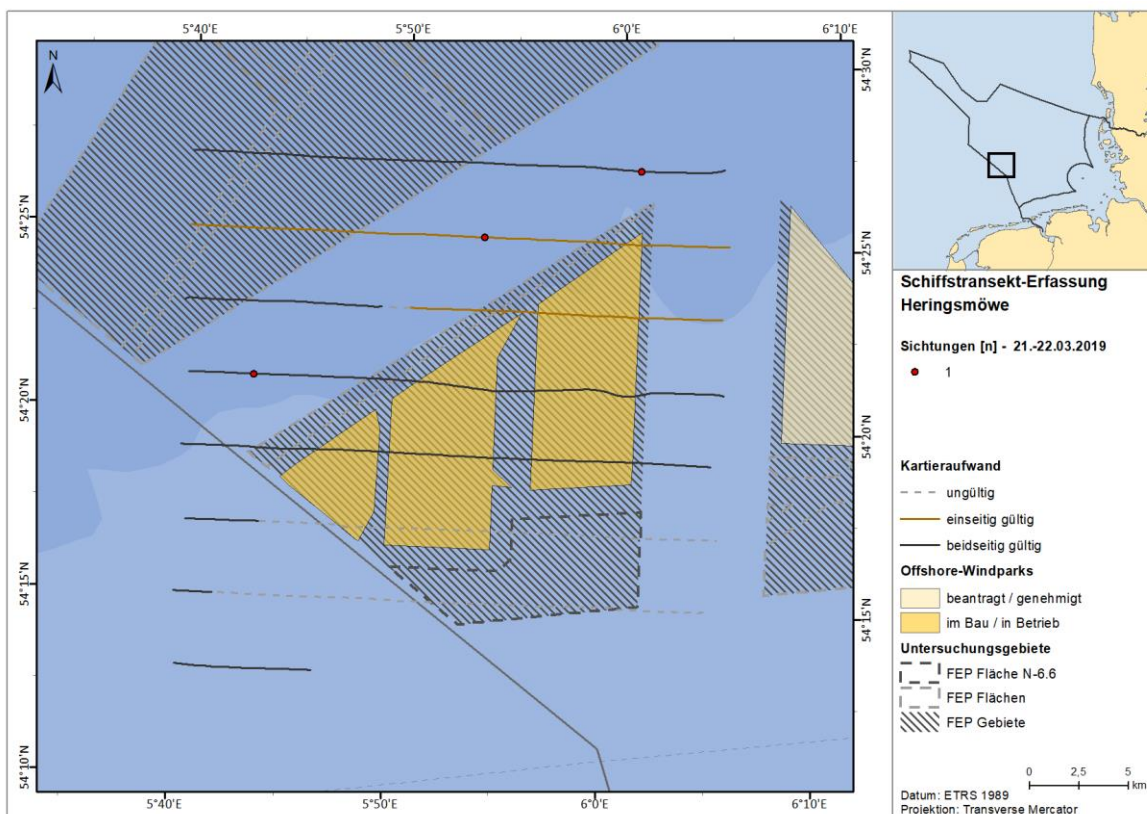 5°40'E 5°50'E 6°0'E 6°10'E
N
54°30'N
54°25'N 54°25'N
54°20'N 54°20'N
54°15'N 54°15'N
54°10'N
5°40'E 5°50'E 6°0'E 6°10'E
Schiffstransekt-Erfassung
Heringsmöwe
Sichtungen [n] - 21.-22.03.2019
1
Kartieraufwand
ungültig
einseitig gültig
beidseitig gültig
Offshore-Windparks
beantragt / genehmigt
im Bau / in Betrieb
Untersuchungsgebiete
FEP Fläche N-6.6
FEP Flächen
FEP Gebiete
0 2,5 5
km
Datum: ETRS 1989
Projektion: Transverse Mercator